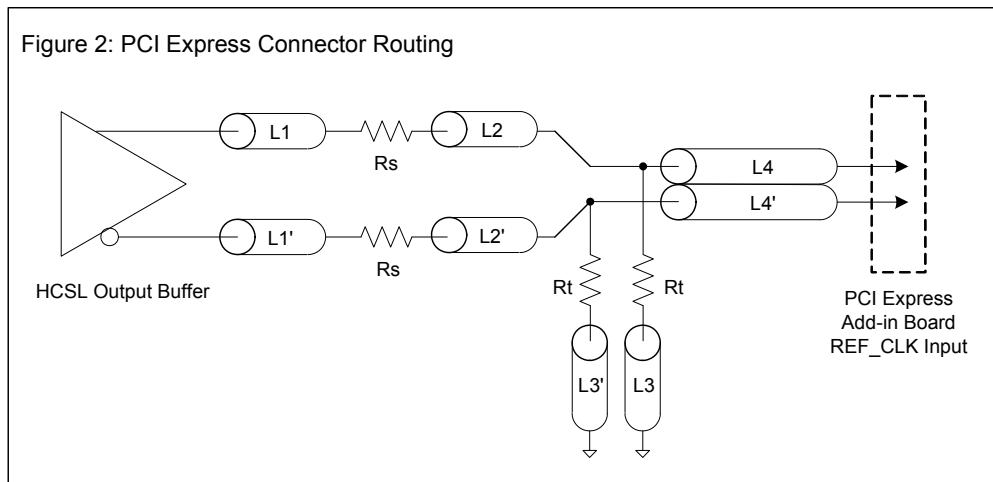 Figure 2: PCI Express Connector Routing
L1
Rs
L2
L4
L4'
L1'
Rs
L2'
HCSL Output Buffer
Rt
Rt
L3'
L3
PCI Express
Add-in Board
REF_CLK Input